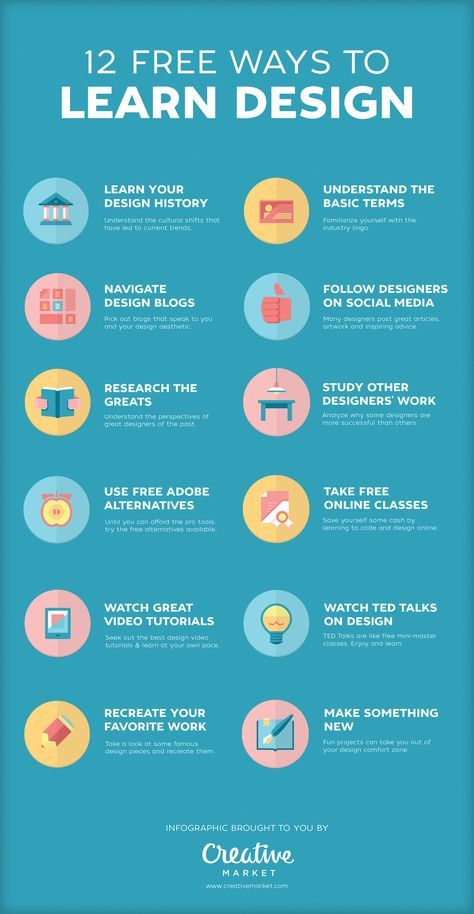 12 FREE WAYS TO
LEARN DESIGN
LEARN YOUR
DESIGN HISTORY
Understand the cultural shifts that
have led to current trends.
UNDERSTAND THE
BASIC TERMS
Familiarize yourself with the
industry lingo.
NAVIGATE
DESIGN BLOGS
Pick out blogs that speak to you
and your design aesthetic.
FOLLOW DESIGNERS
ON SOCIAL MEDIA
Many designers post great articles,
artwork and inspiring advice.
RESEARCH THE
GREATS
Understand the perspectives of
great designers of the past.
STUDY OTHER
DESIGNERS' WORK
Analyze why some designers are
more successful than others.
USE FREE ADOBE
ALTERNATIVES
Until you can afford the pro tools,
try the free alternatives available.
TAKE FREE
ONLINE CLASSES
Save yourself some cash by
learning to code and design online.
WATCH GREAT
VIDEO TUTORIALS
Seek out the best design video
tutorials & learn at your own pace.
WATCH TED TALKS
ON DESIGN
TED Talks are like free mini-master
classes. Enjoy and learn.
RECREATE YOUR
FAVORITE WORK
Take a look at some famous
design pieces and recreate them.
MAKE SOMETHING
NEW
Fun projects can take you out of
your design comfort zone.
INFOGRAPHIC BROUGHT TO YOU BY
Creative
MARKET
www.creativemarket.com